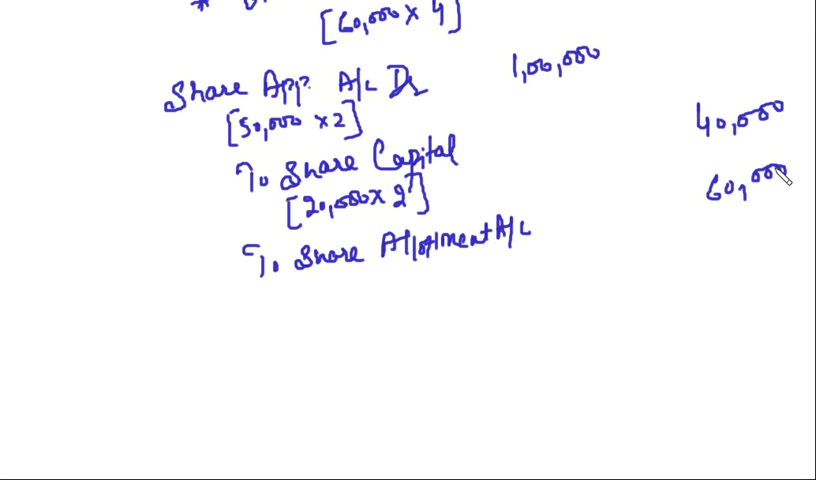 [60,000 x 4]
Share App. A/c Dr 1,00,000
[50,000 x 2]
To Share Capital 40,000
[20,000 x 2]
To Share Allotment A/c 60,000